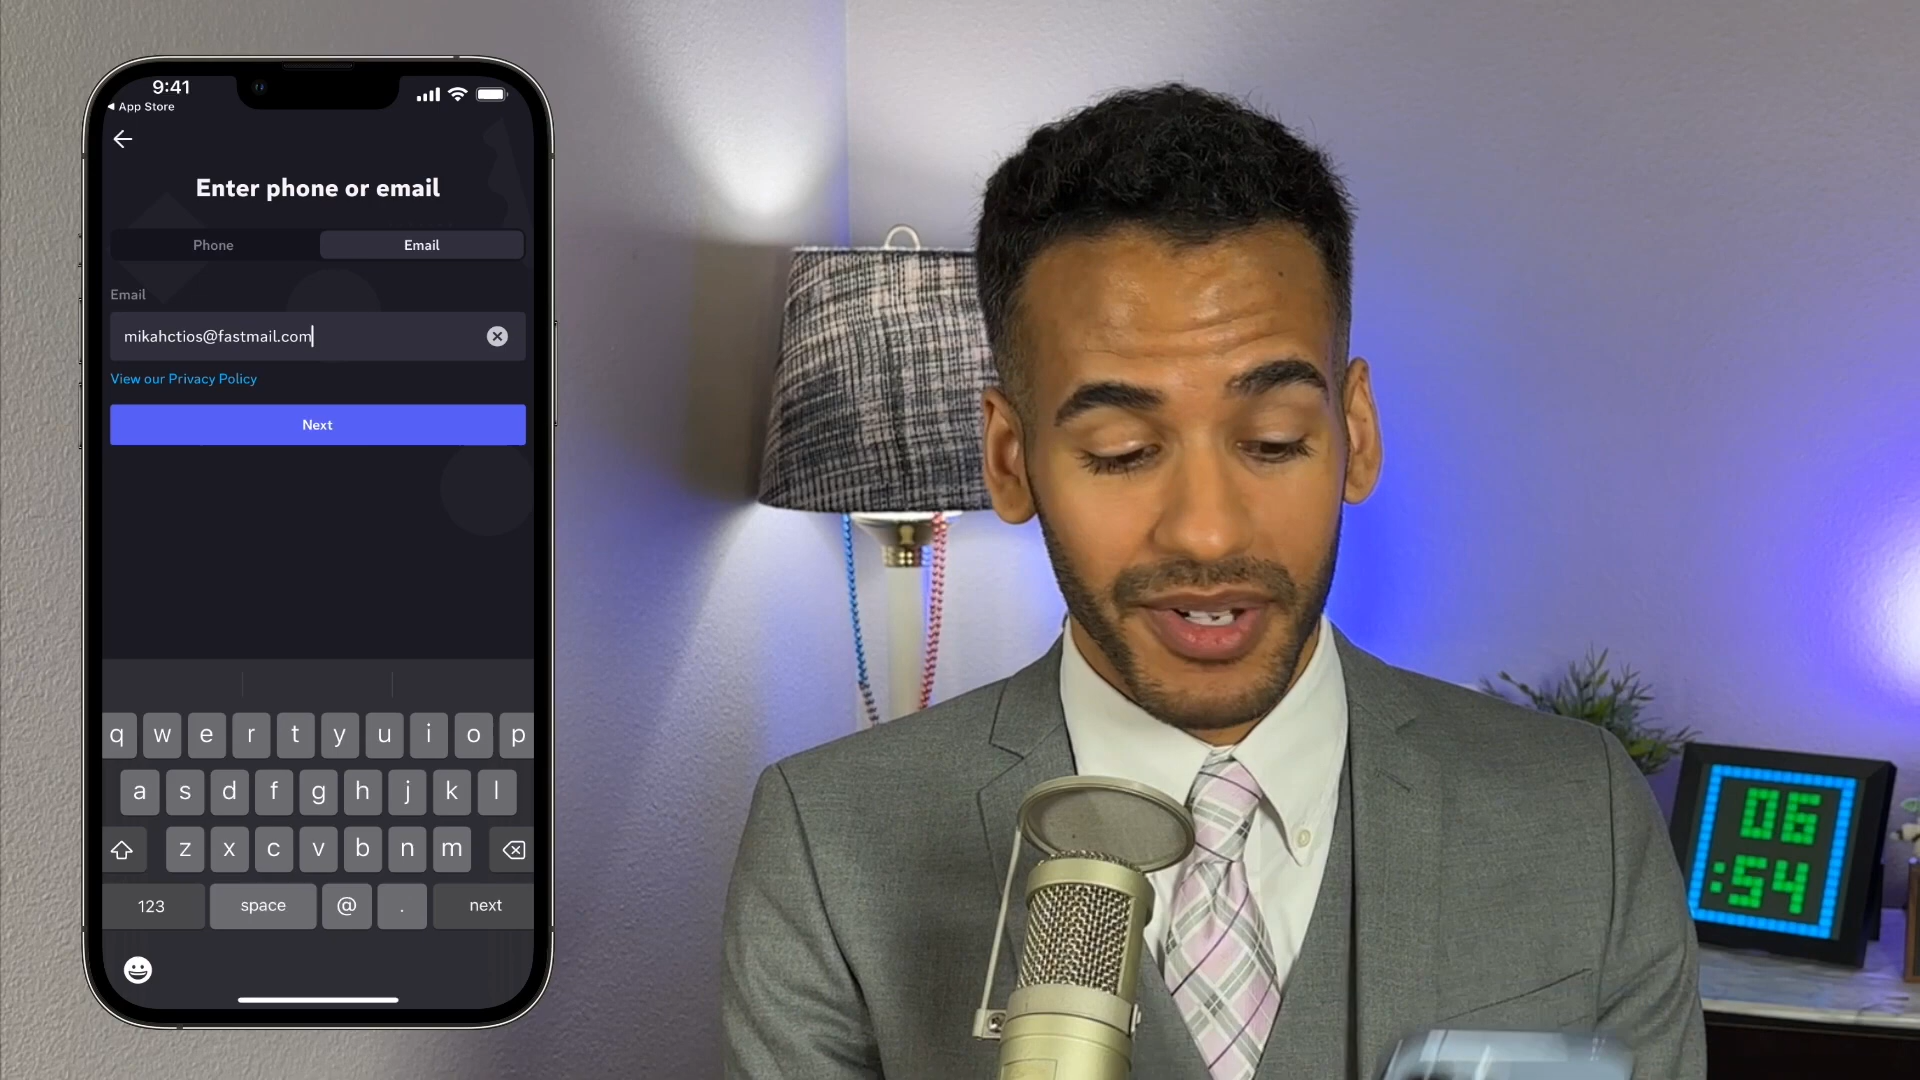 9:41
App Store
Enter phone or email
Phone Email
Email
mikahctios@fastmail.com
View our Privacy Policy
Next
q w e r t y u i o p
a s d f g h j k l
z x c v b n m
123 space @ . next
06
:54